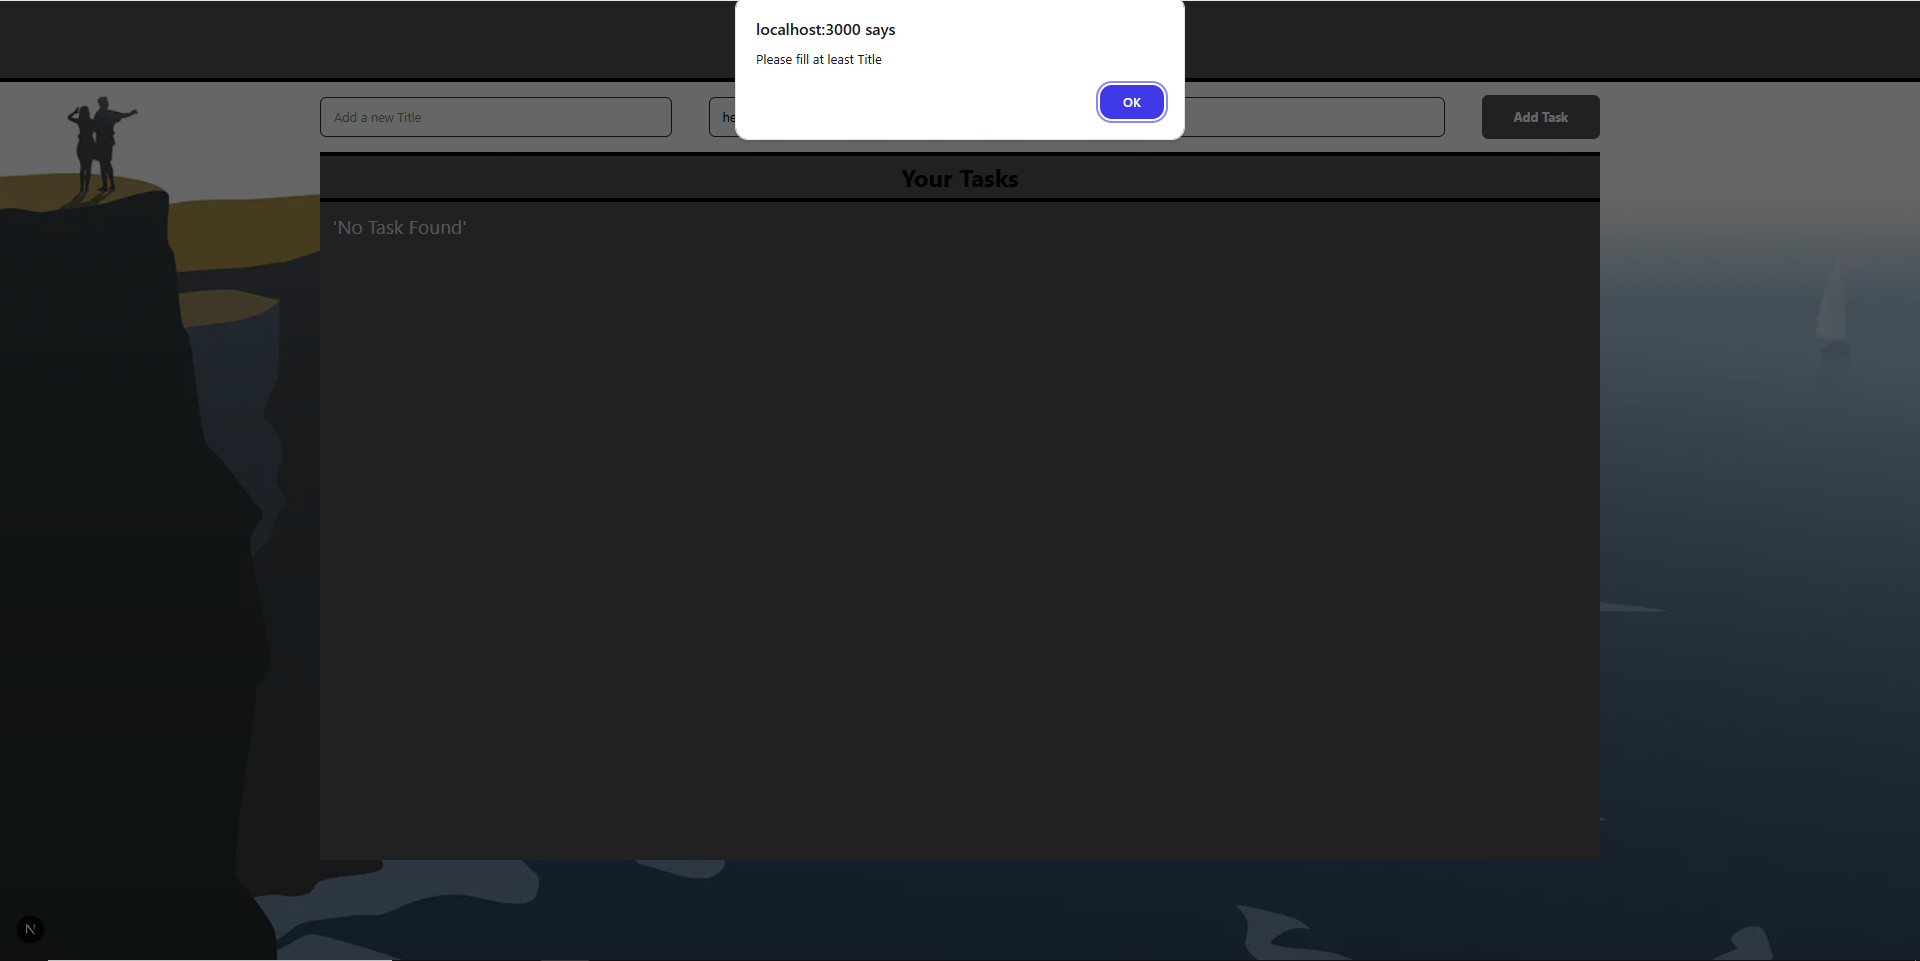 localhost:3000 says
Please fill at least Title
OK
Add a new Title
Add Task
Your Tasks
'No Task Found'
N